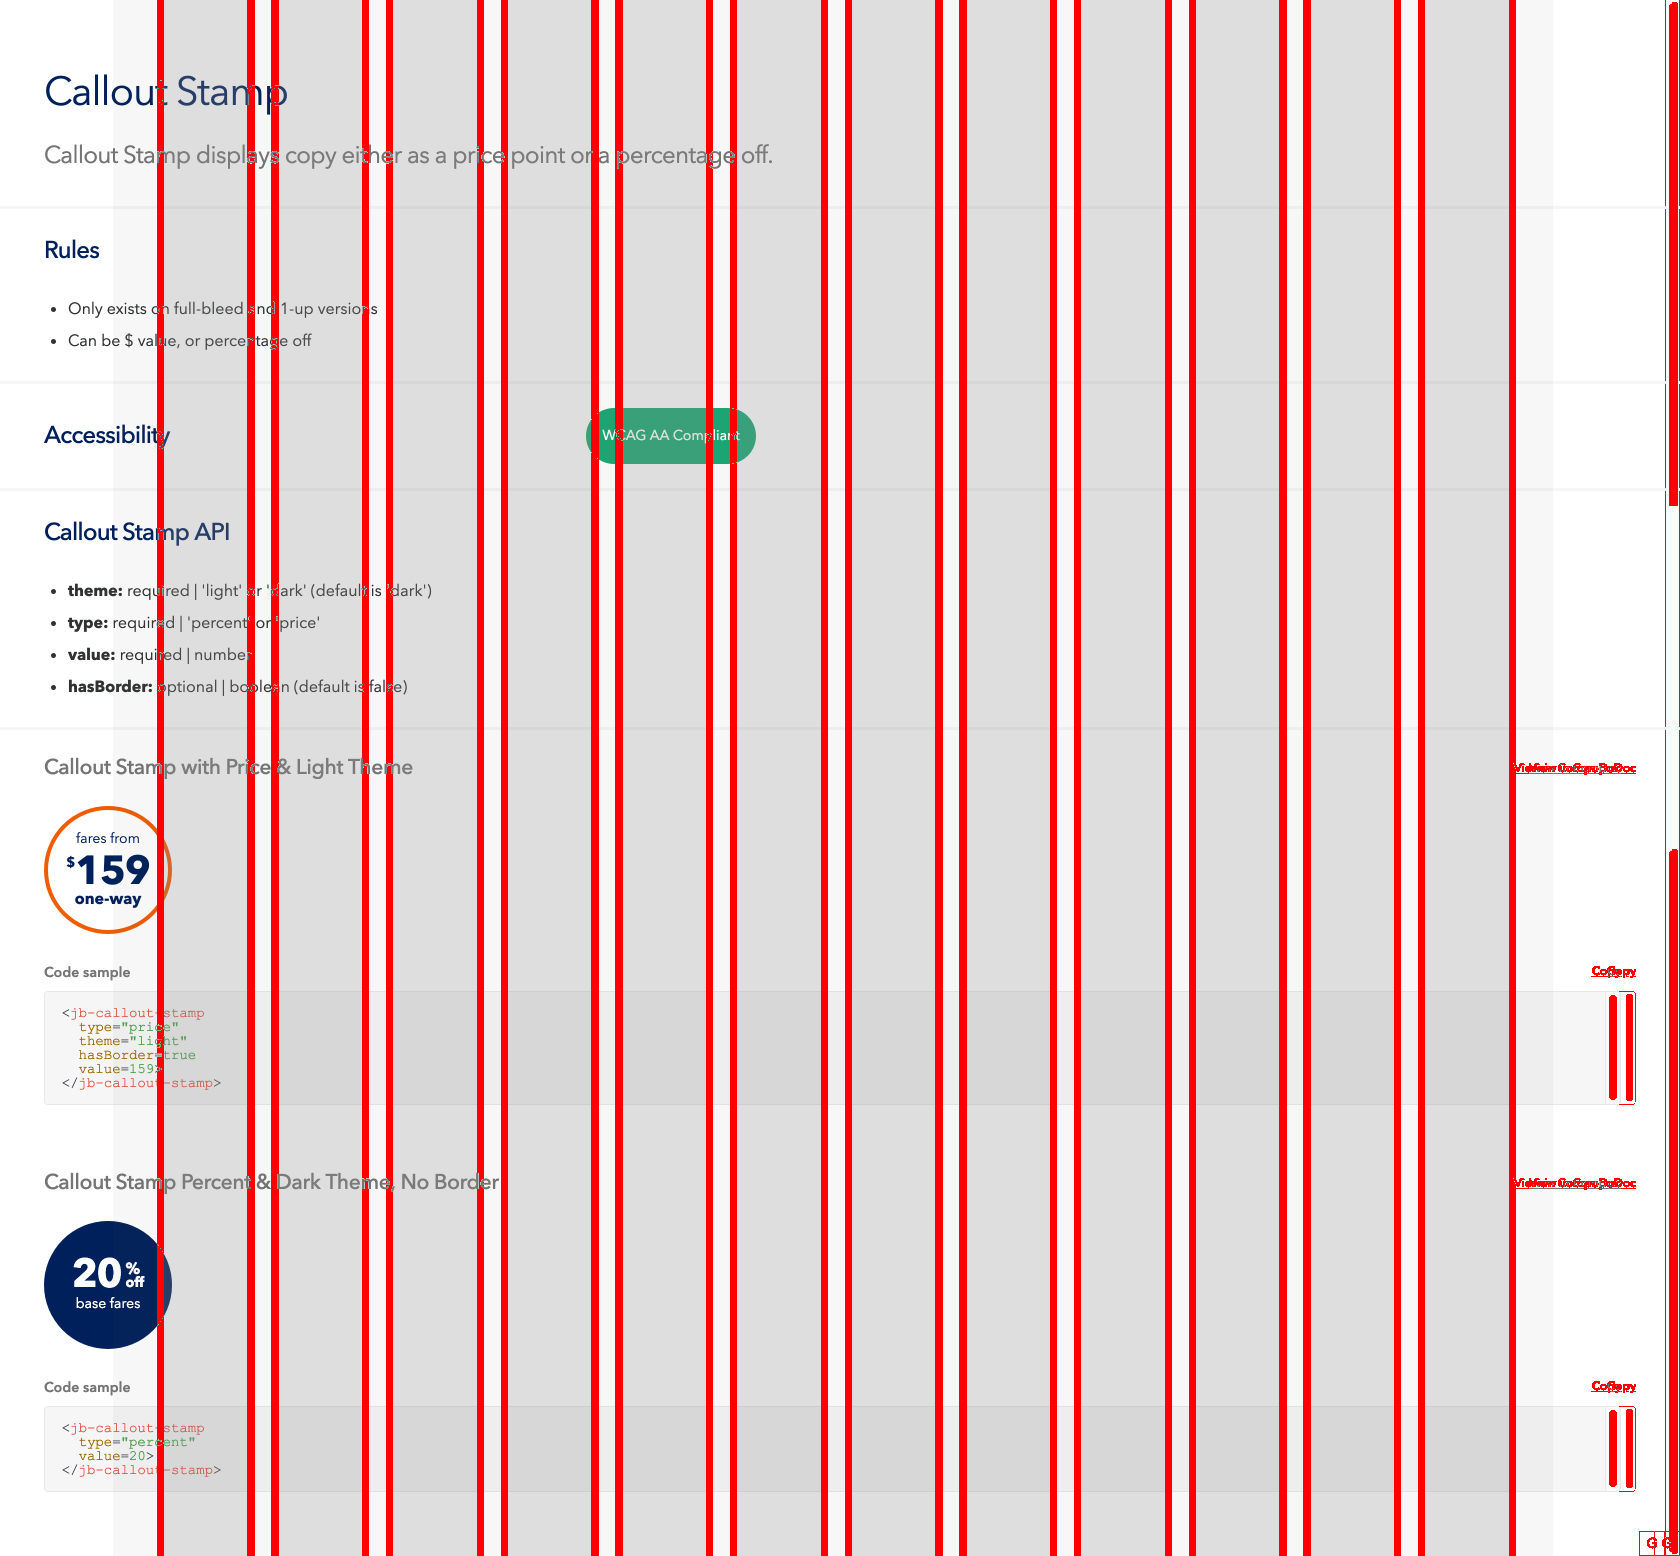 Callout Stamp
Callout Stamp displays copy either as a price point or a percentage off.
Rules
Only exists on full-bleed and 1-up versions
Can be $ value, or percentage off
Accessibility
WCAG AA Compliant
Callout Stamp API
theme: required | 'light' or 'dark' (default is 'dark')
type: required | 'percent' or 'price'
value: required | number
hasBorder: optional | boolean (default is false)
Callout Stamp with Price & Light Theme
fares from
$159
one-way
Code sample
<jb-callout-stamp
type="price"
theme="light"
hasBorder=true
value=159>
</jb-callout-stamp>
Callout Stamp Percent & Dark Theme, No Border
20 %
off
base fares
Code sample
<jb-callout-stamp
type="percent"
value=20>
</jb-callout-stamp>